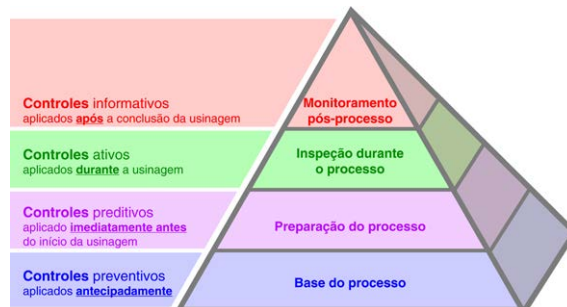 Controles informativos
aplicados após a conclusão da usinagem
Monitoramento
pós-processo
Controles ativos
aplicados durante a usinagem
Inspeção durante
o processo
Controles preditivos
aplicado imediatamente antes
do início da usinagem
Preparação do processo
Controles preventivos
aplicados antecipadamente
Base do processo